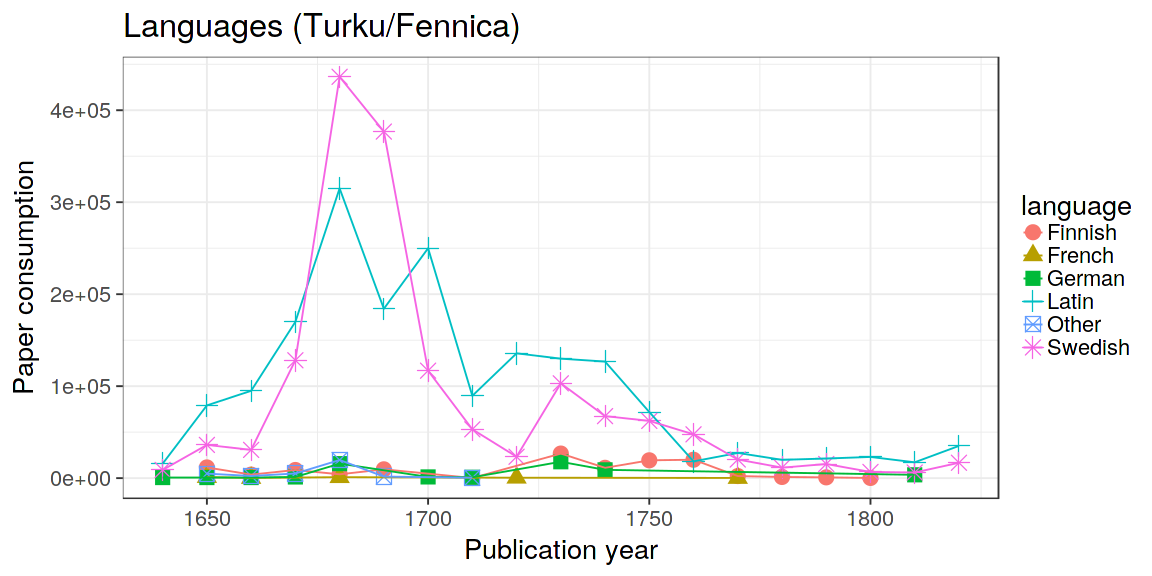 Languages (Turku/Fennica)
Paper consumption
4e+05
3e+05
2e+05
1e+05
0e+00
1650 1700 1750 1800
Publication year
language
Finnish
French
German
Latin
Other
Swedish